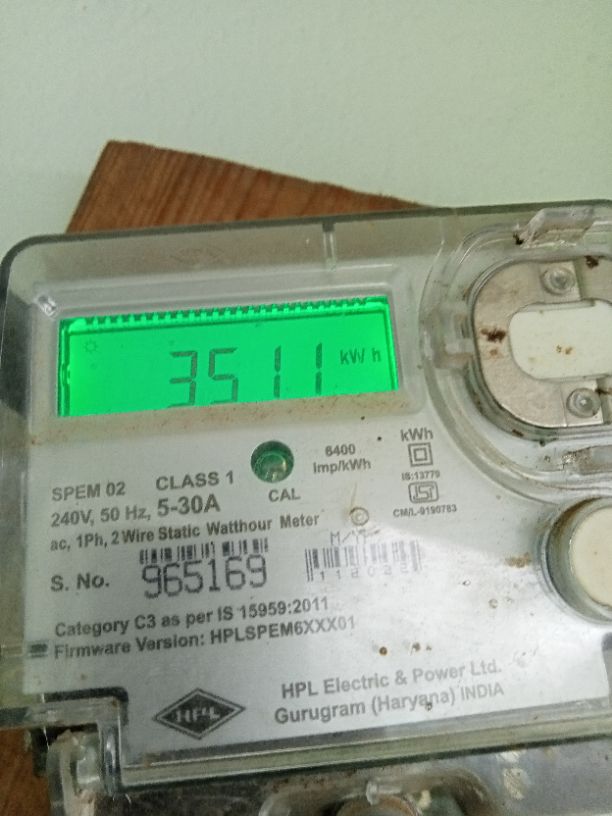 3511 kWh
6400
Imp/kWh
kWh
IS:13779
CM/L-9190783
SPEM 02 CLASS 1
240V, 50 Hz, 5-30A
CAL
ac, 1Ph, 2 Wire Static Watthour Meter
S. No. 965169
Category C3 as per IS 15959:2011
Firmware Version: HPLSPEM6XXX01
HPL Electric & Power Ltd.
Gurugram (Haryana) INDIA
HPL